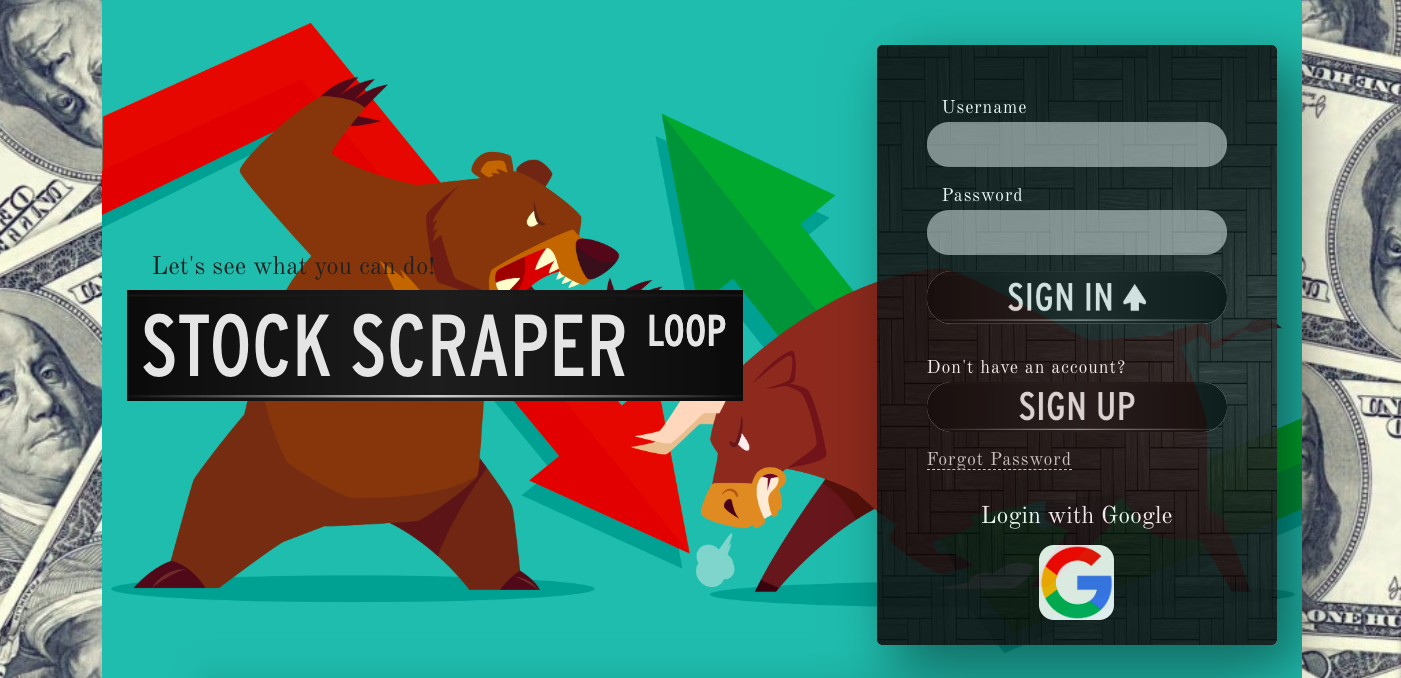 Let's see what you can do!
STOCK SCRAPER LOOP
Username
Password
SIGN IN
Don't have an account?
SIGN UP
Forgot Password
Login with Google
G